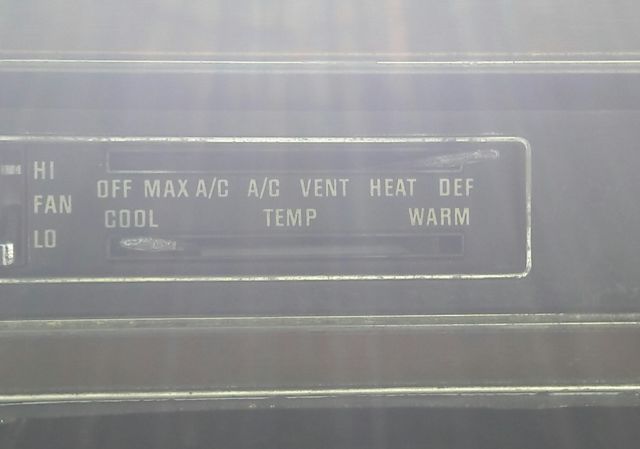 HI
FAN
LO
OFF MAX A/C A/C VENT HEAT DEF
COOL TEMP WARM